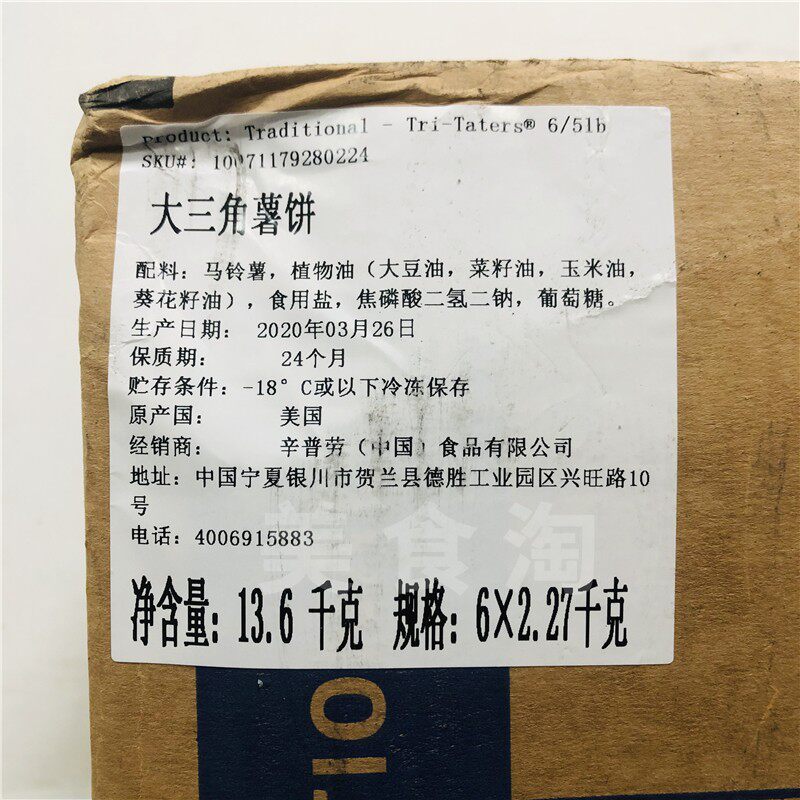 Product: Traditional - Tri-Taters® 6/5lb
SKU#: 10071179280224
大三角薯饼
配料：马铃薯，植物油（大豆油，菜籽油，玉米油，
葵花籽油），食用盐，焦磷酸二氢二钠，葡萄糖。
生产日期： 2020年03月26日
保质期： 24个月
贮存条件：-18°C或以下冷冻保存
原产国： 美国
经销商： 辛普劳（中国）食品有限公司
地址：中国宁夏银川市贺兰县德胜工业园区兴旺路10
号
电话：4006915883
美食淘
净含量：13.6 千克 规格：6X2.27千克